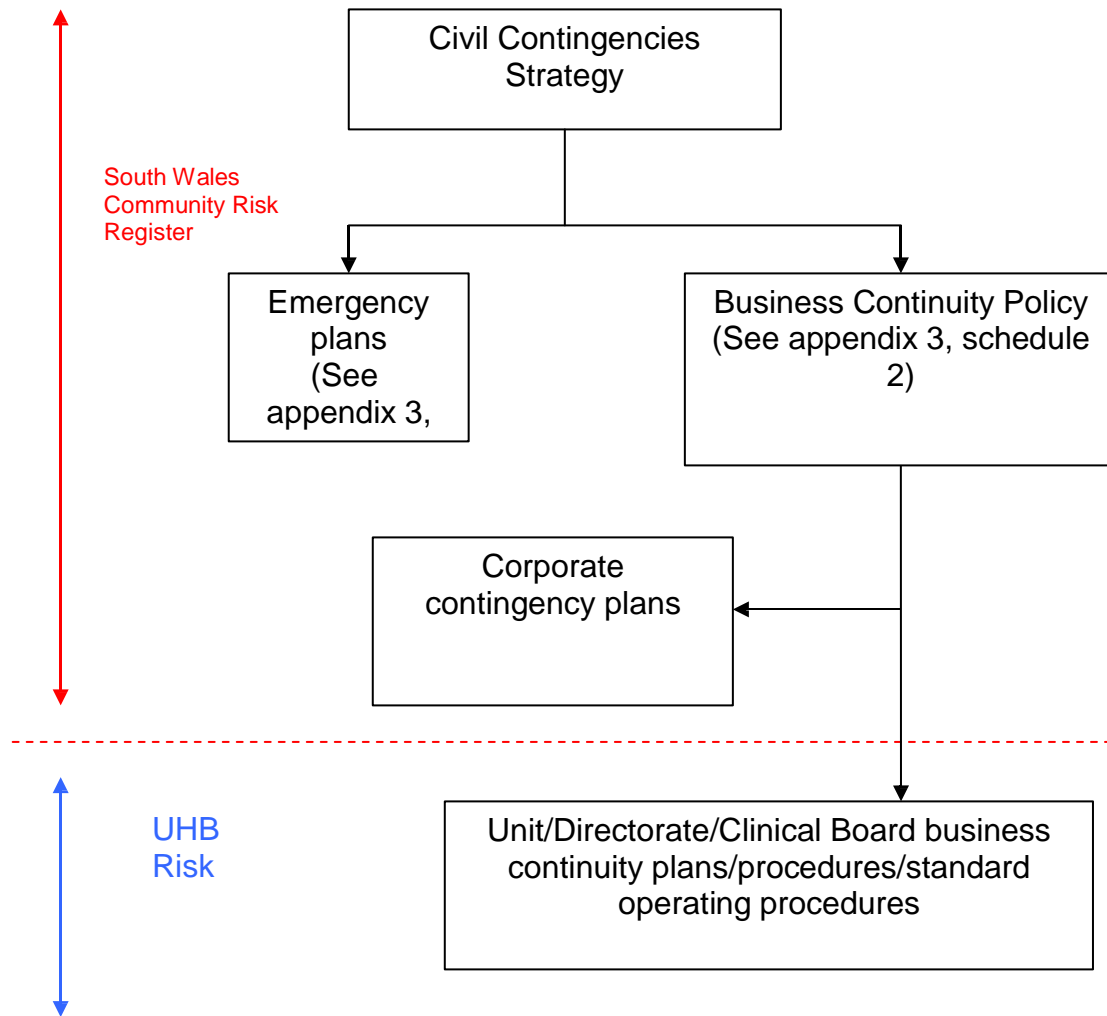 Civil Contingencies
Strategy
South Wales
Community Risk
Register
Emergency
plans
(See
appendix 3,
Business Continuity Policy
(See appendix 3, schedule
2)
Corporate
contingency plans
UHB
Risk
Unit/Directorate/Clinical Board business
continuity plans/procedures/standard
operating procedures